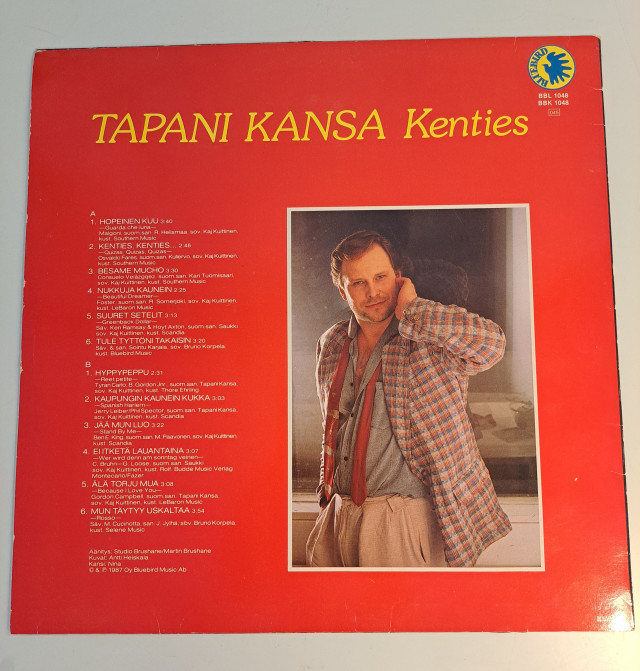 BLUEBIRD
BBL 1048
BBK 1048
TAPANI KANSA Kenties
A
1. HOPEINEN KUU 3:40
—Guarda che luna—
Malgoni, suom.san. R. Helismaa, sov. Kaj Kuittinen,
kust. Southern Music
2. KENTIES, KENTIES... 2:46
—Quizas, Quizas, Quizas—
Osvaldo Farrés, suom.san. Kullervo, sov. Kaj Kuittinen,
kust. Southern Music
3. BESAME MUCHO 3:30
Consuelo Velazquez, suom.san. Kari Tuomisaari,
sov. Kaj Kuittinen, kust. Southern Music
4. NUKKUJA KAUNEIN 2:25
—Beautiful Dreamer—
Foster, suom.san. R. Somerjoki, sov. Kaj Kuittinen,
kust. LeBaron Music
5. SUURET SETELIT 3:13
—Greenback Dollar—
Säv. Ken Ramsay & Hoyt Axton, suom.san. Saukki
sov. Kaj Kuittinen, kust. Scandia
6. TULE TYTTÖNI TAKAISIN 3:20
Säv. & san. Soimu Karjala, sov. Bruno Korpela,
kust. Bluebird Music
B
1. HYPPYPEPPU 2:31
—Reet petite—
Tyran Carlo, B. Gordon Jnr., suom.san. Tapani Kansa,
sov. Kaj Kuittinen, kust. Thore Ehrling
2. KAUPUNGIN KAUNEIN KUKKA 3:03
—Spanish Harlem—
Jerry Leiber/Phil Spector, suom.san. Tapani Kansa,
sov. Kaj Kuittinen, kust. Scandia
3. JÄÄ MUN LUO 3:22
—Stand By Me—
Ben E. King, suom.san. M. Paavonen, sov. Kaj Kuittinen,
kust. Scandia
4. EI ITKETÄ LAUANTAINA 3:07
—Wer wird denn am sonntag weinen—
C. Bruhn—G. Loose, suom.san. Saukki
sov. Kaj Kuittinen, kust. Rolf Budde Music Verlag
Montecarlo/Fazer
5. ÄLÄ TORJU MUA 3:08
—Because I Love You—
Gordon Campbell, suom.san. Tapani Kansa,
sov. Kaj Kuittinen, kust. LeBaron Music
6. MUN TÄYTYY USKALTAA 3:54
—Rosso—
Säv. M. Cucinotta, san. J. Jylhä, söv. Bruno Korpela,
kust. Selene Music
Äänitys: Studio Brushane/Martin Brushane
Kuvat: Antti Heiskala
Kansi: Nina
© & ℗ 1987 Oy Bluebird Music Ab